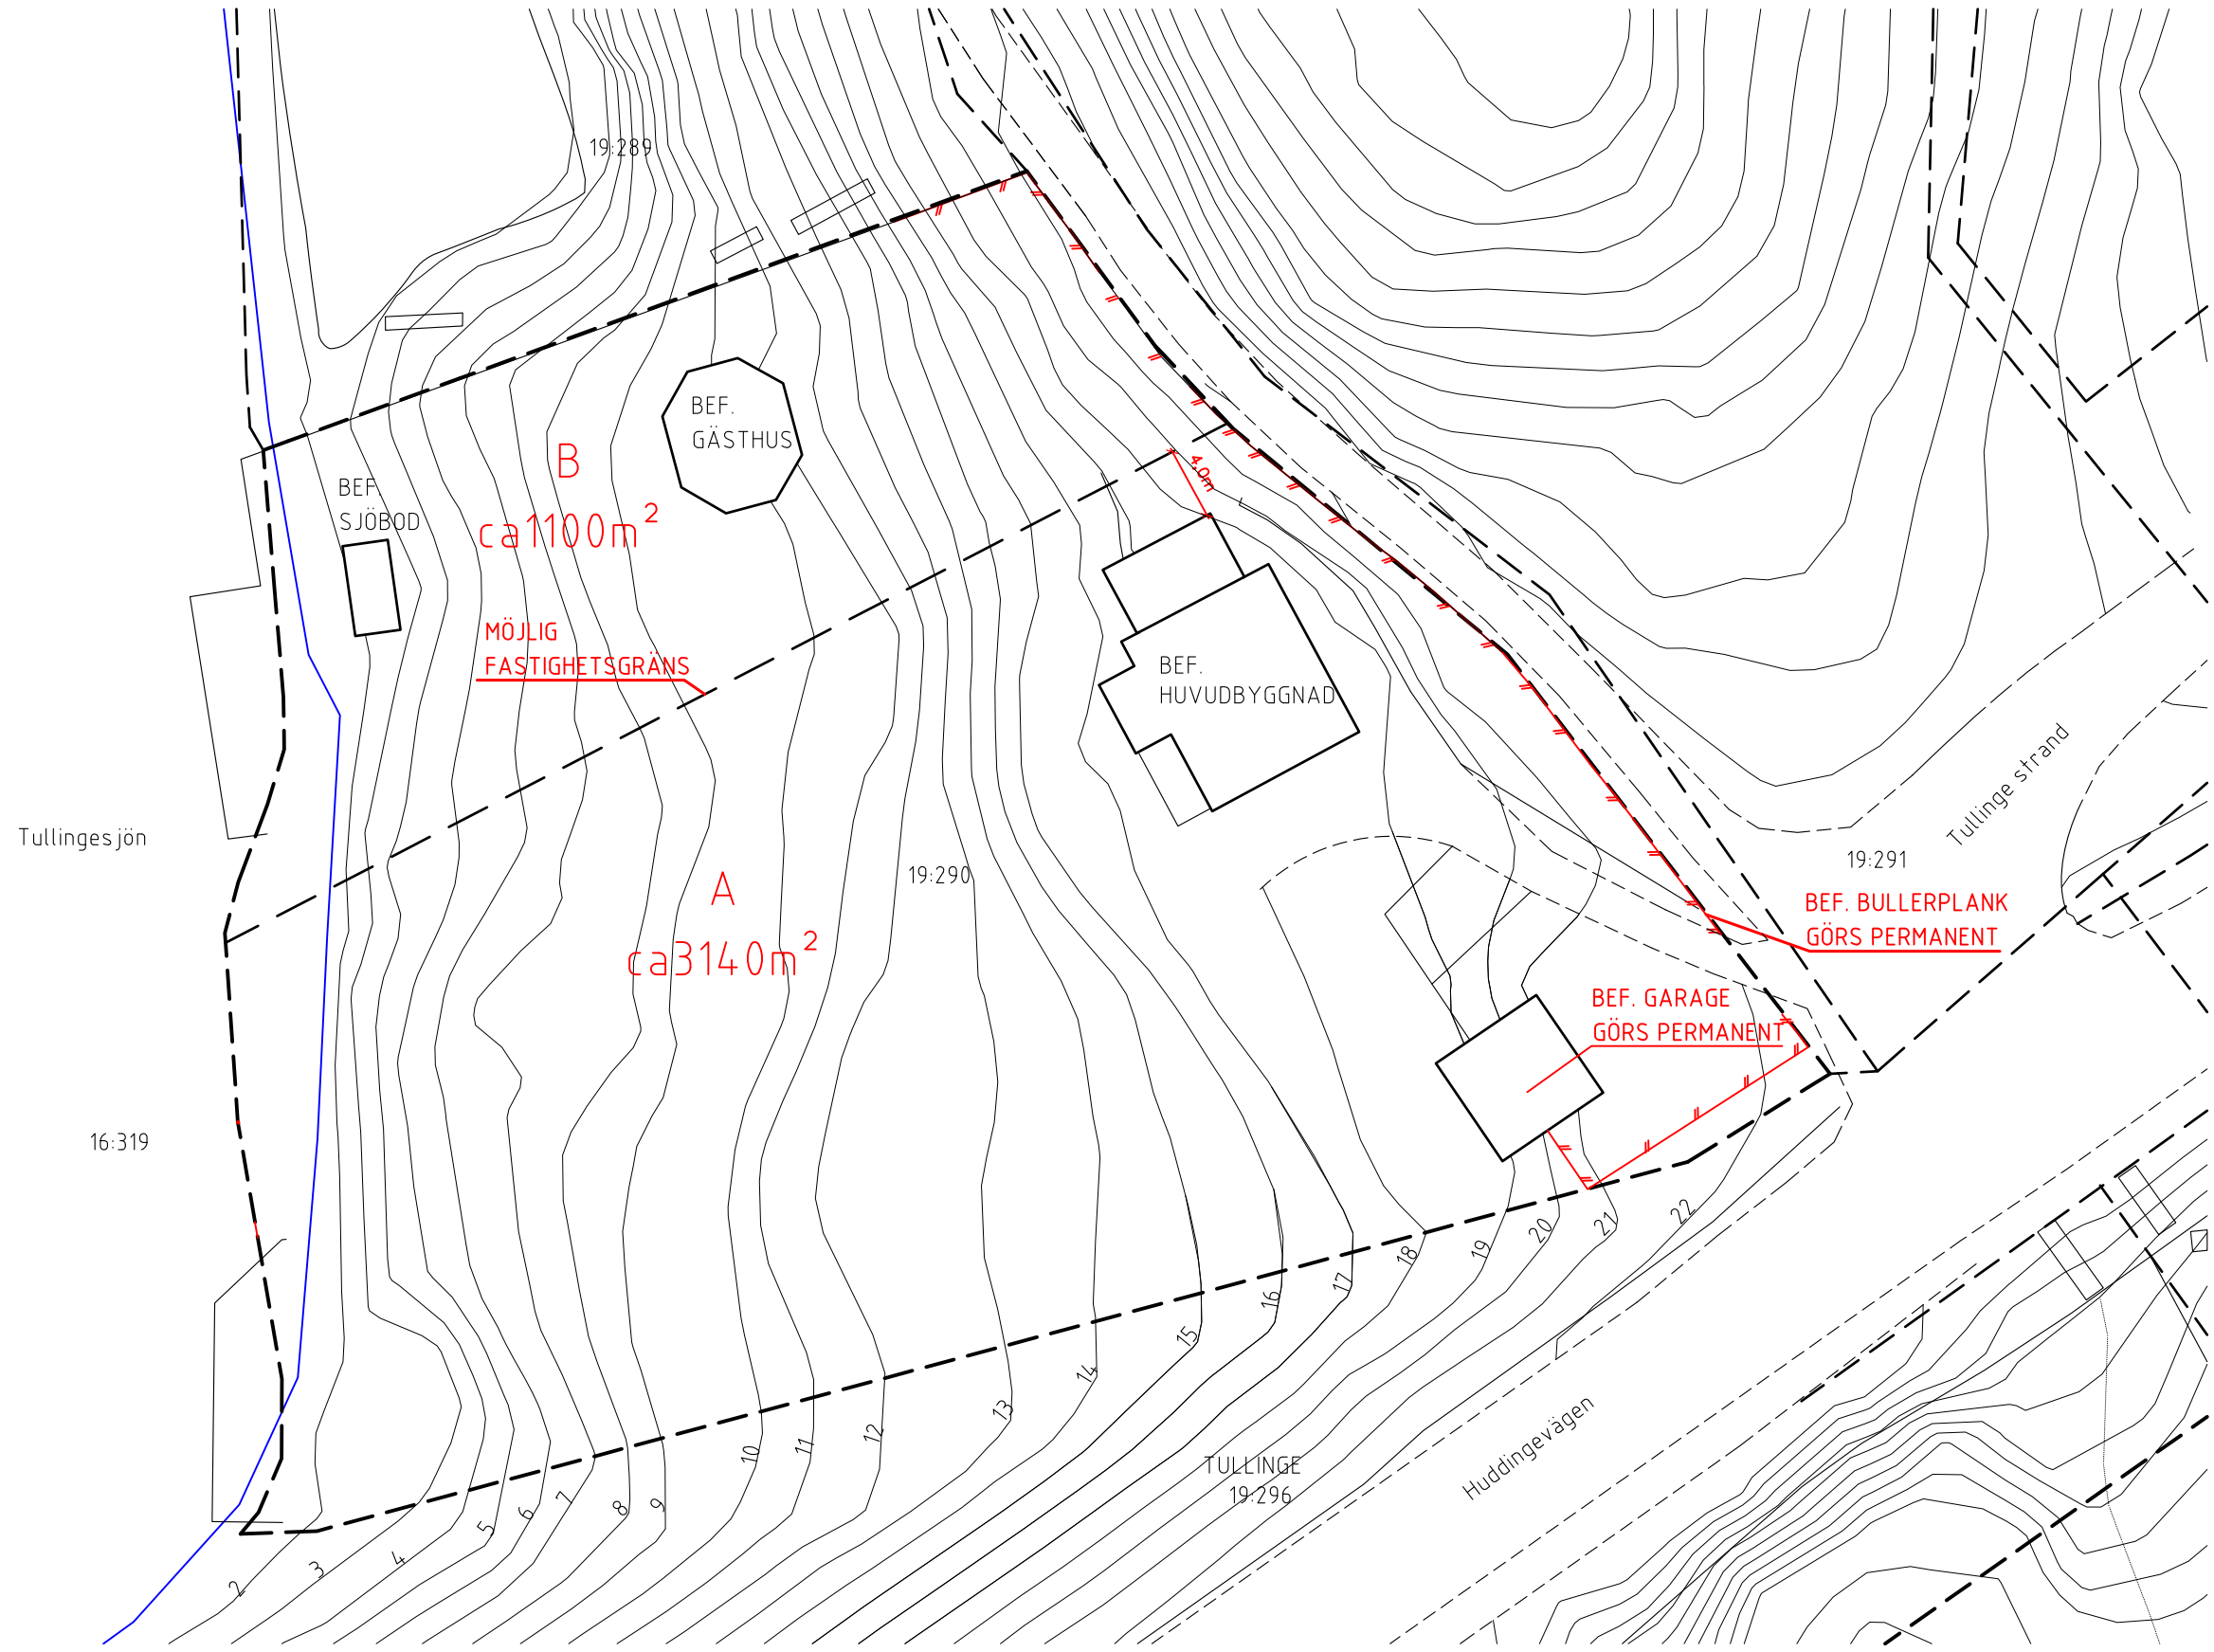 19:289
BEF.
GÄSTHUS
B
ca1100m²
BEF.
SJÖBOD
4,0m
MÖJLIG
FASTIGHETSGRÄNS
BEF.
HUVUDBYGGNAD
Tullinge strand
Tullingesjön
19:291
19:290
A
ca3140m²
BEF. BULLERPLANK
GÖRS PERMANENT
BEF. GARAGE
GÖRS PERMANENT
16:319
22
21
20
19
18
17
16
15
14
13
12
11
10
9
8
7
6
5
4
3
2
Huddingevägen
TULLINGE
19:296